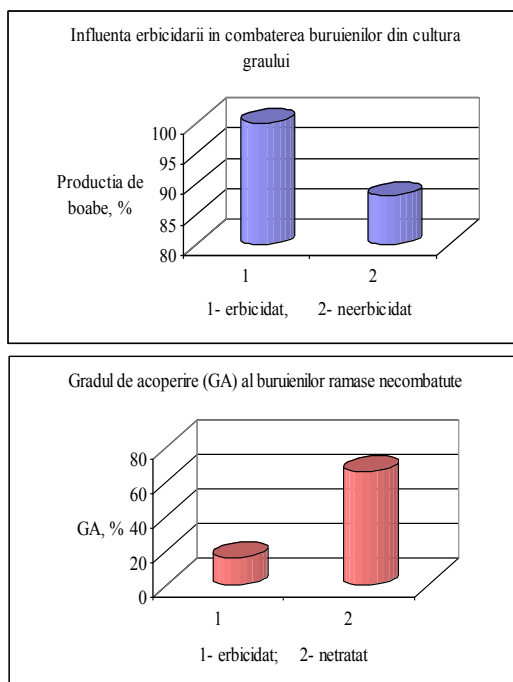 Influenta erbicidarii in combaterea buruienilor din cultura
graului
100
95
90
85
80
Productia de
boabe, %
1 2
1- erbicidat, 2- neerbicidat
Gradul de acoperire (GA) al buruienilor ramase necombatute
80
60
40
20
0
GA, %
1 2
1- erbicidat; 2- netratat